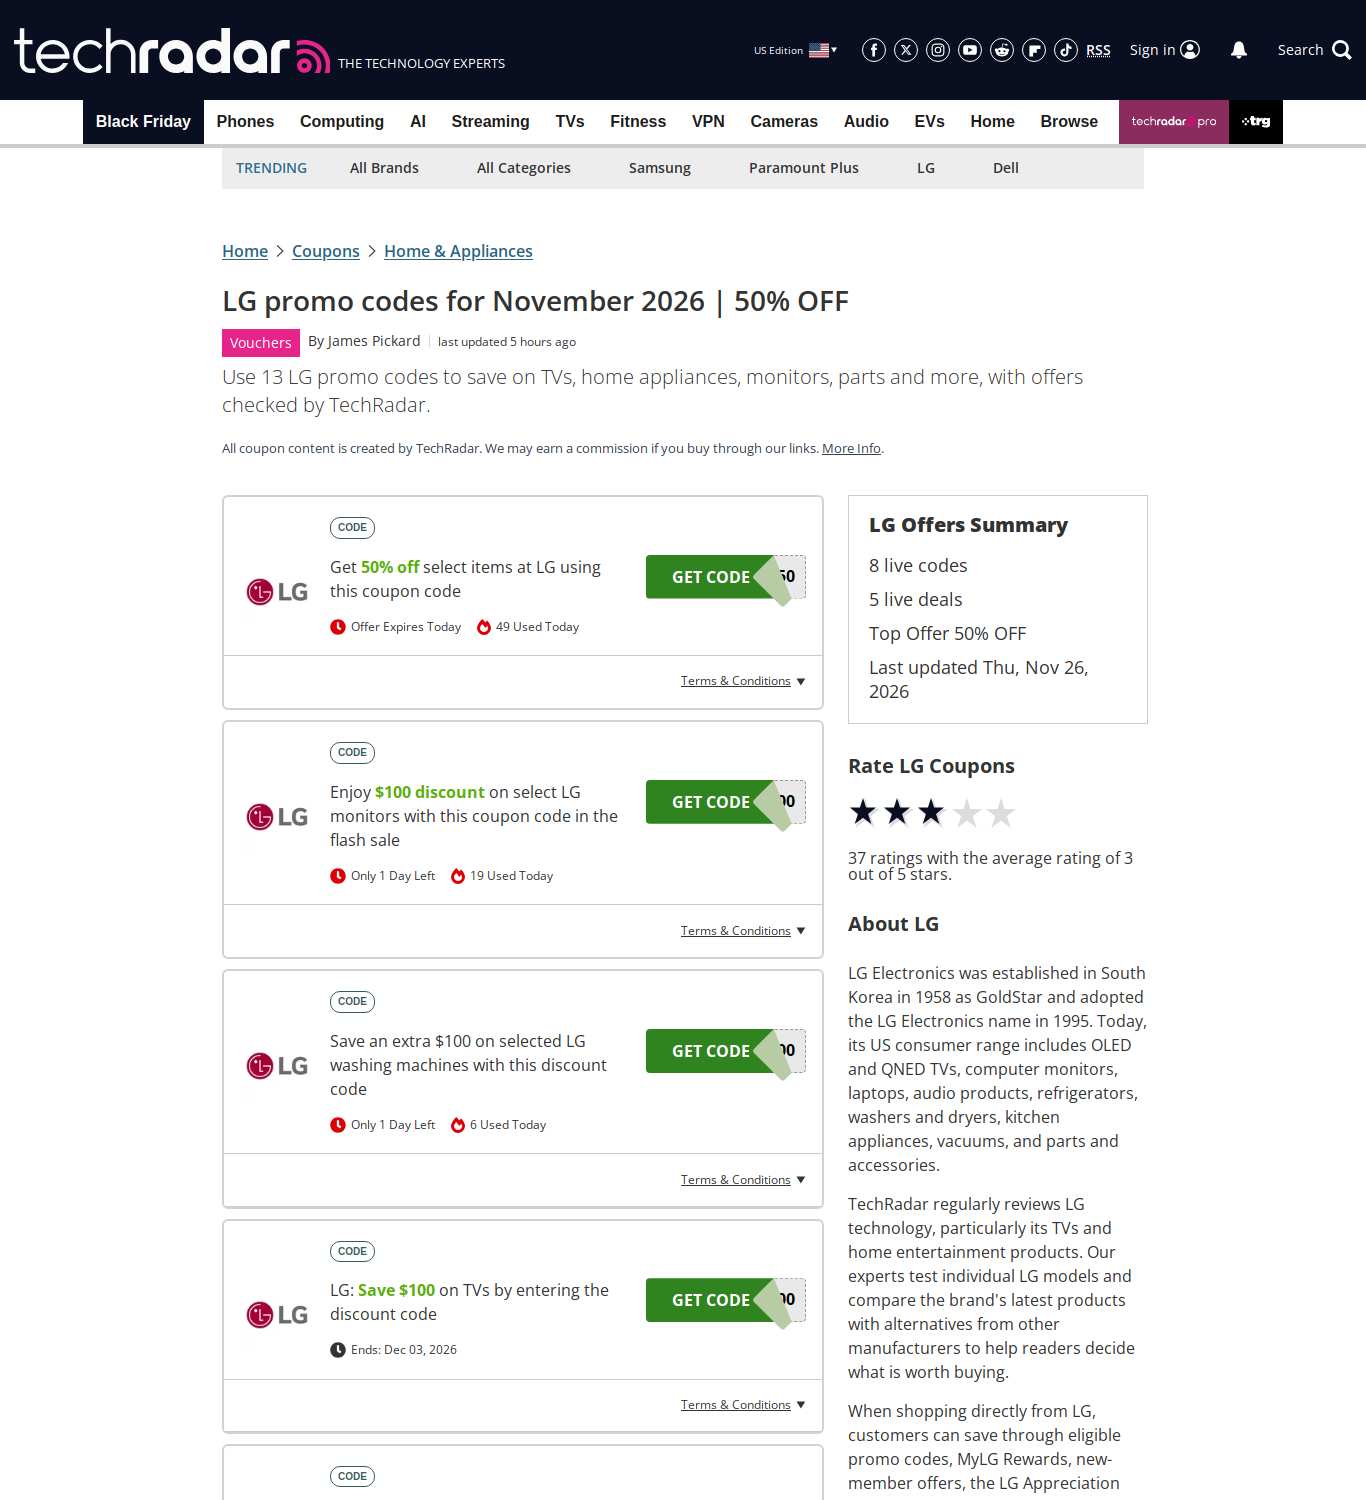 techradar THE TECHNOLOGY EXPERTS
US Edition
RSS
Sign in
Search
Black Friday Phones Computing AI Streaming TVs Fitness VPN Cameras Audio EVs Home Browse techradar pro trg
TRENDING All Brands All Categories Samsung Paramount Plus LG Dell
Home > Coupons > Home & Appliances
LG promo codes for November 2026 | 50% OFF
Vouchers By James Pickard last updated 5 hours ago
Use 13 LG promo codes to save on TVs, home appliances, monitors, parts and more, with offers
checked by TechRadar.
All coupon content is created by TechRadar. We may earn a commission if you buy through our links. More Info.
CODE
LG
Get 50% off select items at LG using
this coupon code
GET CODE
Offer Expires Today 49 Used Today
Terms & Conditions
CODE
LG
Enjoy $100 discount on select LG
monitors with this coupon code in the
flash sale
GET CODE
Only 1 Day Left 19 Used Today
Terms & Conditions
CODE
LG
Save an extra $100 on selected LG
washing machines with this discount
code
GET CODE
Only 1 Day Left 6 Used Today
Terms & Conditions
CODE
LG
LG: Save $100 on TVs by entering the
discount code
GET CODE
Ends: Dec 03, 2026
Terms & Conditions
CODE
LG Offers Summary
8 live codes
5 live deals
Top Offer 50% OFF
Last updated Thu, Nov 26,
2026
Rate LG Coupons
37 ratings with the average rating of 3
out of 5 stars.
About LG
LG Electronics was established in South
Korea in 1958 as GoldStar and adopted
the LG Electronics name in 1995. Today,
its US consumer range includes OLED
and QNED TVs, computer monitors,
laptops, audio products, refrigerators,
washers and dryers, kitchen
appliances, vacuums, and parts and
accessories.
TechRadar regularly reviews LG
technology, particularly its TVs and
home entertainment products. Our
experts test individual LG models and
compare the brand's latest products
with alternatives from other
manufacturers to help readers decide
what is worth buying.
When shopping directly from LG,
customers can save through eligible
promo codes, MyLG Rewards, new-
member offers, the LG Appreciation